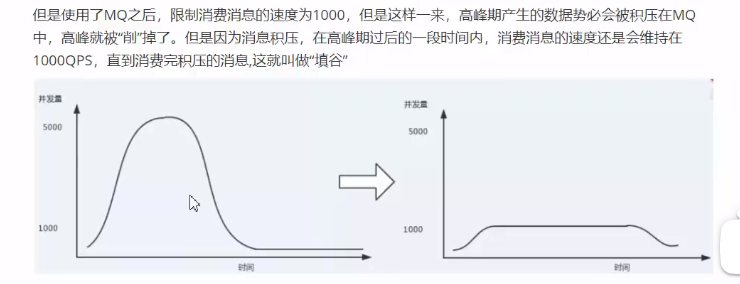 但是使用了MQ之后，限制消费消息的速度为1000，但是这样一来，高峰期产生的数据势必会被积压在MQ
中，高峰就被“削”掉了。但是因为消息积压，在高峰期过后的一段时间内，消费消息的速度还是会维持在
1000QPS，直到消费完积压的消息,这就叫做“填谷”
并发量
5000
1000
时间
并发量
5000
1000
时间